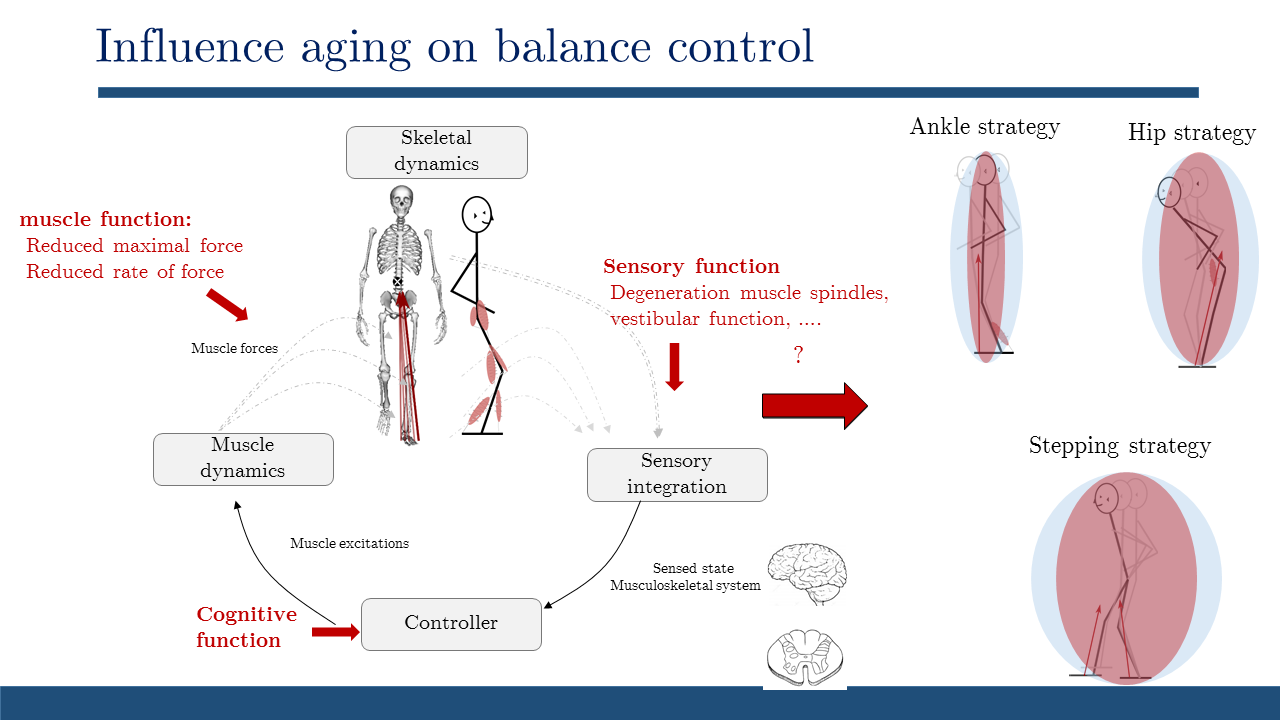 Influence aging on balance control
Skeletal
dynamics
muscle function:
Reduced maximal force
Reduced rate of force
Muscle forces
Muscle
dynamics
Sensory function
Degeneration muscle spindles,
vestibular function, ....
?
Sensory
integration
Muscle excitations
Sensed state
Musculoskeletal system
Cognitive
function
Controller
Ankle strategy
Hip strategy
Stepping strategy